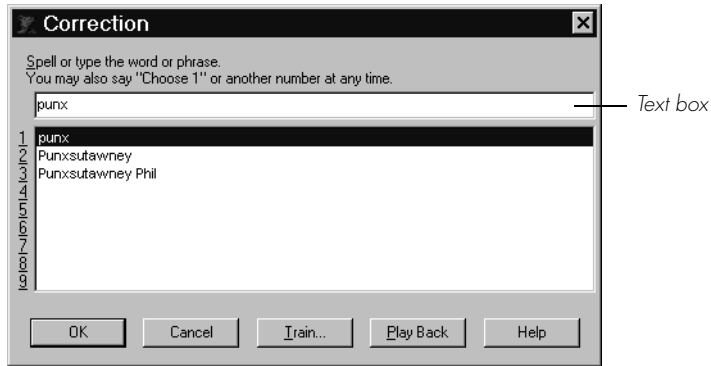 Correction
Spell or type the word or phrase.
You may also say "Choose 1" or another number at any time.
punx
Text box
1 punx
2 Punxsutawney
3 Punxsutawney Phil
4
5
6
7
8
9
OK Cancel Train... Play Back Help